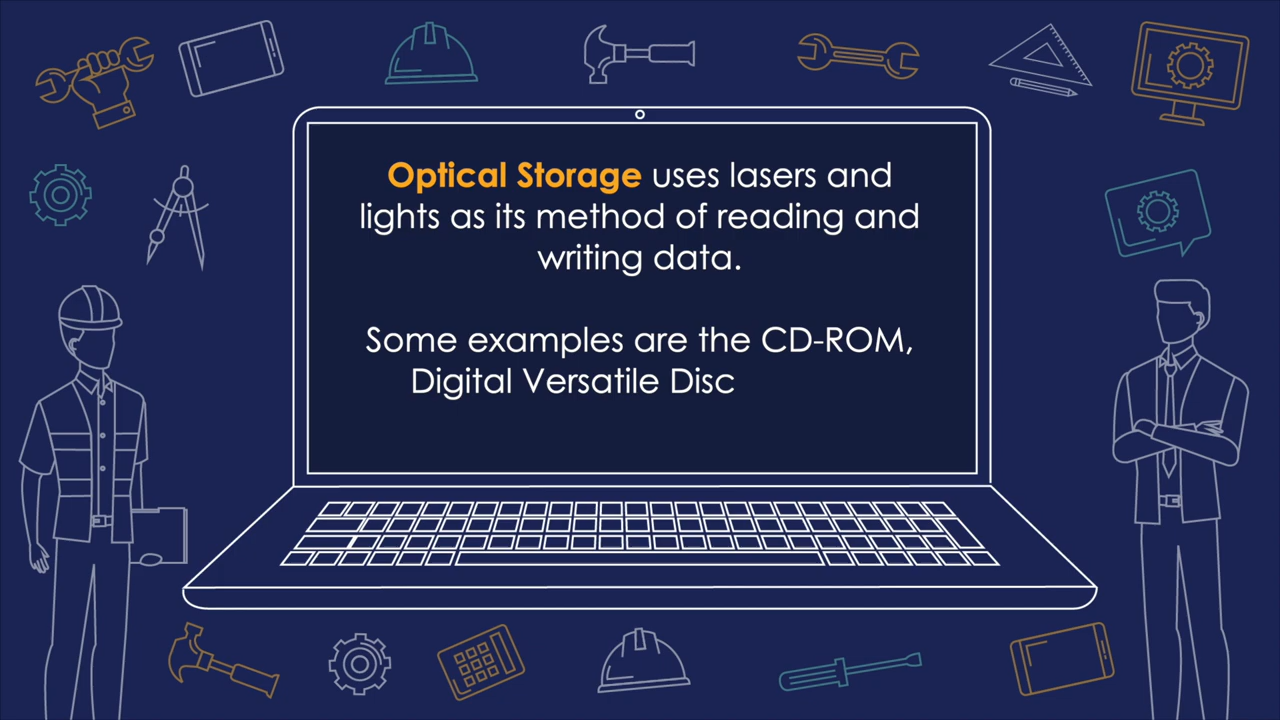 Optical Storage uses lasers and
lights as its method of reading and
writing data.
Some examples are the CD-ROM,
Digital Versatile Disc